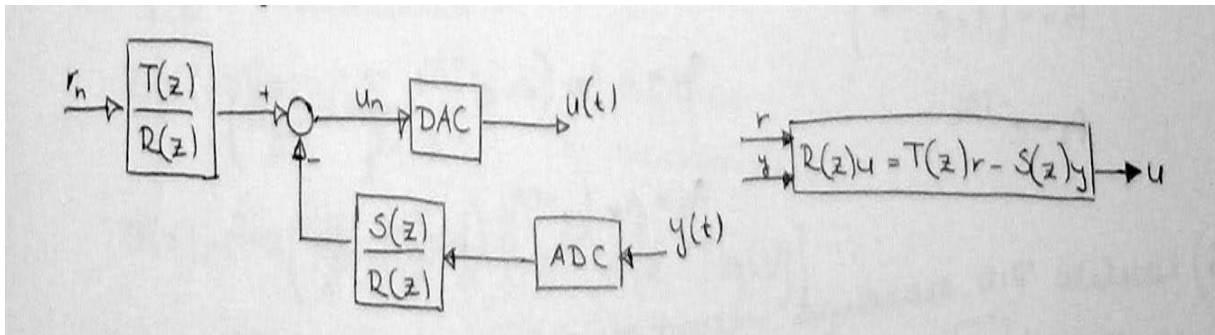 r_n
T(z)
R(z)
+
-
u_n
DAC
u(t)
S(z)
R(z)
ADC
y(t)
r
y
R(z)u = T(z)r - S(z)y
u